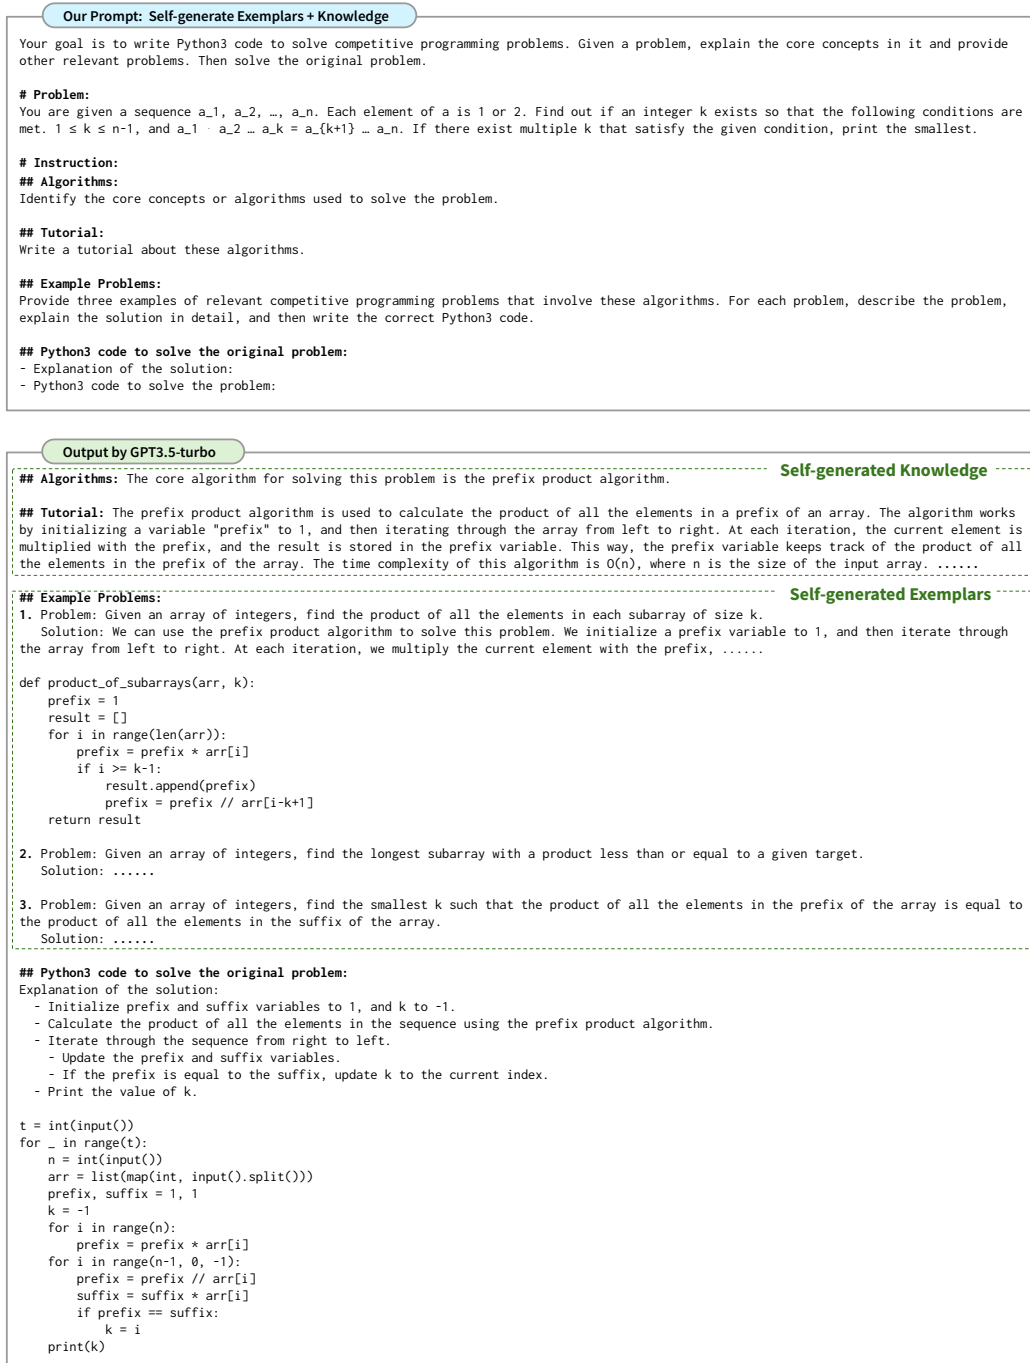 Our Prompt: Self-generate Exemplars + Knowledge
Your goal is to write Python3 code to solve competitive programming problems. Given a problem, explain the core concepts in it and provide
other relevant problems. Then solve the original problem.
# Problem:
You are given a sequence a_1, a_2, …, a_n. Each element of a is 1 or 2. Find out if an integer k exists so that the following conditions are
met. 1 ≤ k ≤ n-1, and a_1 · a_2 … a_k = a_{k+1} … a_n. If there exist multiple k that satisfy the given condition, print the smallest.
# Instruction:
## Algorithms:
Identify the core concepts or algorithms used to solve the problem.
## Tutorial:
Write a tutorial about these algorithms.
## Example Problems:
Provide three examples of relevant competitive programming problems that involve these algorithms. For each problem, describe the problem,
explain the solution in detail, and then write the correct Python3 code.
## Python3 code to solve the original problem:
- Explanation of the solution:
- Python3 code to solve the problem:
Output by GPT3.5-turbo
Self-generated Knowledge
## Algorithms: The core algorithm for solving this problem is the prefix product algorithm.
## Tutorial: The prefix product algorithm is used to calculate the product of all the elements in a prefix of an array. The algorithm works
by initializing a variable "prefix" to 1, and then iterating through the array from left to right. At each iteration, the current element is
multiplied with the prefix, and the result is stored in the prefix variable. This way, the prefix variable keeps track of the product of all
the elements in the prefix of the array. The time complexity of this algorithm is O(n), where n is the size of the input array. ......
## Example Problems:
Self-generated Exemplars
1. Problem: Given an array of integers, find the product of all the elements in each subarray of size k.
Solution: We can use the prefix product algorithm to solve this problem. We initialize a prefix variable to 1, and then iterate through
the array from left to right. At each iteration, we multiply the current element with the prefix, ......
def product_of_subarrays(arr, k):
    prefix = 1
    result = []
    for i in range(len(arr)):
        prefix = prefix * arr[i]
        if i >= k-1:
            result.append(prefix)
            prefix = prefix // arr[i-k+1]
    return result
2. Problem: Given an array of integers, find the longest subarray with a product less than or equal to a given target.
Solution: ......
3. Problem: Given an array of integers, find the smallest k such that the product of all the elements in the prefix of the array is equal to
the product of all the elements in the suffix of the array.
Solution: ......
## Python3 code to solve the original problem:
Explanation of the solution:
- Initialize prefix and suffix variables to 1, and k to -1.
- Calculate the product of all the elements in the sequence using the prefix product algorithm.
- Iterate through the sequence from right to left.
- Update the prefix and suffix variables.
- If the prefix is equal to the suffix, update k to the current index.
- Print the value of k.
t = int(input())
for _ in range(t):
    n = int(input())
    arr = list(map(int, input().split()))
    prefix, suffix = 1, 1
    k = -1
    for i in range(n):
        prefix = prefix * arr[i]
    for i in range(n-1, 0, -1):
        prefix = prefix // arr[i]
        suffix = suffix * arr[i]
        if prefix == suffix:
            k = i
    print(k)